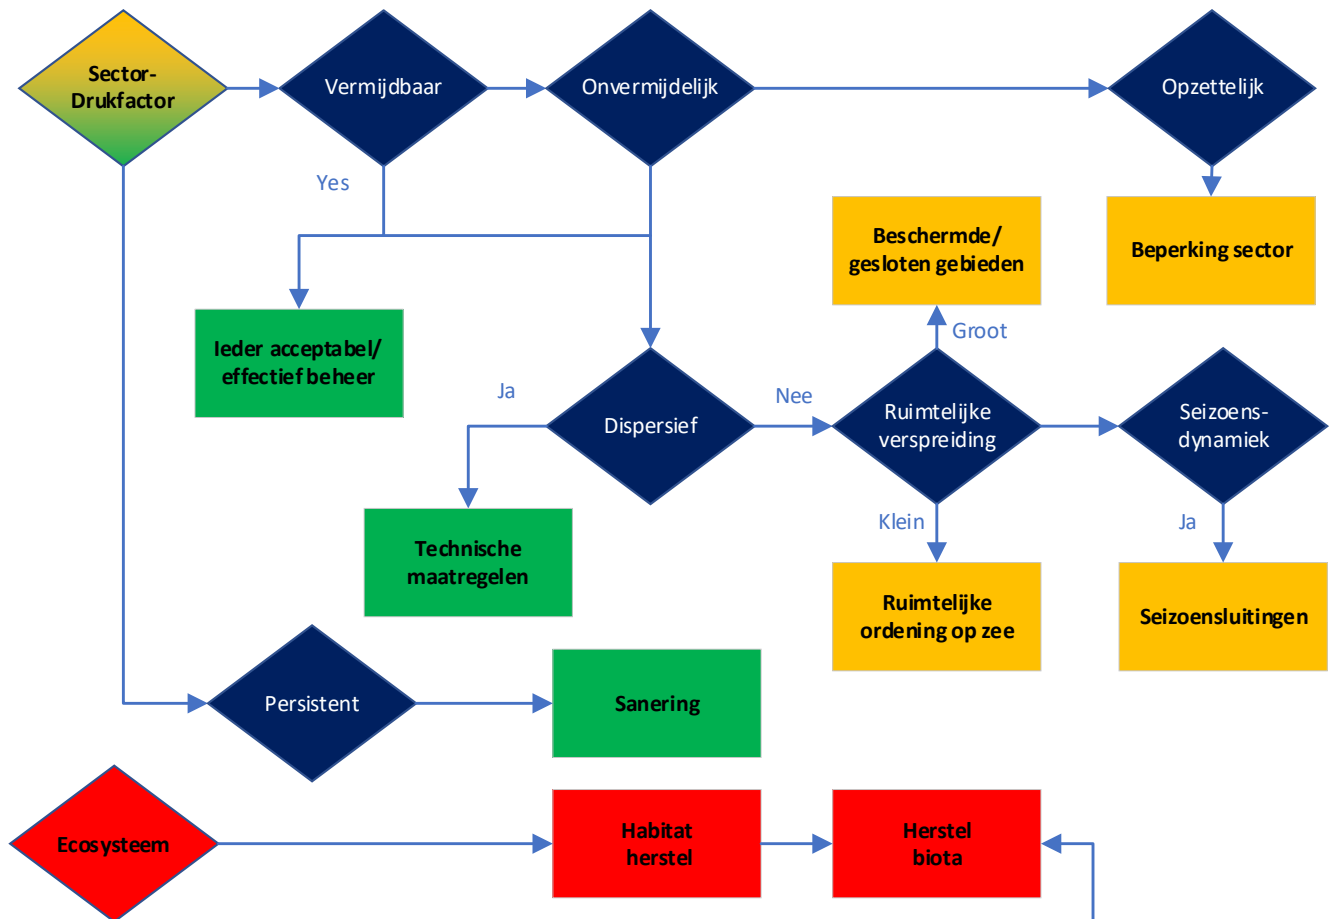 Sector-
Drukfactor
Vermijdbaar
Onvermijdelijk
Opzettelijk
Yes
Beschermde/
gesloten gebieden
Beperking sector
Groot
Ieder acceptabel/
effectief beheer
Ja
Dispersief
Nee
Ruimtelijke
verspreiding
Seizoens-
dynamiek
Klein
Ja
Technische
maatregelen
Ruimtelijke
ordening op zee
Seizoensluitingen
Persistent
Sanering
Ecosysteem
Habitat
herstel
Herstel
biota